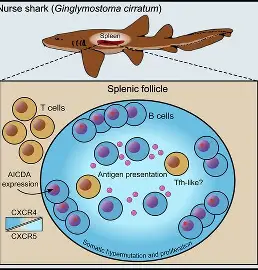 Nurse shark (Ginglymostoma cirratum)
Spleen
Splenic follicle
T cells
B cells
AICDA
expression
Antigen presentation
Tfh-like?
CXCR4
CXCR5
Somatic hypermutation and proliferation